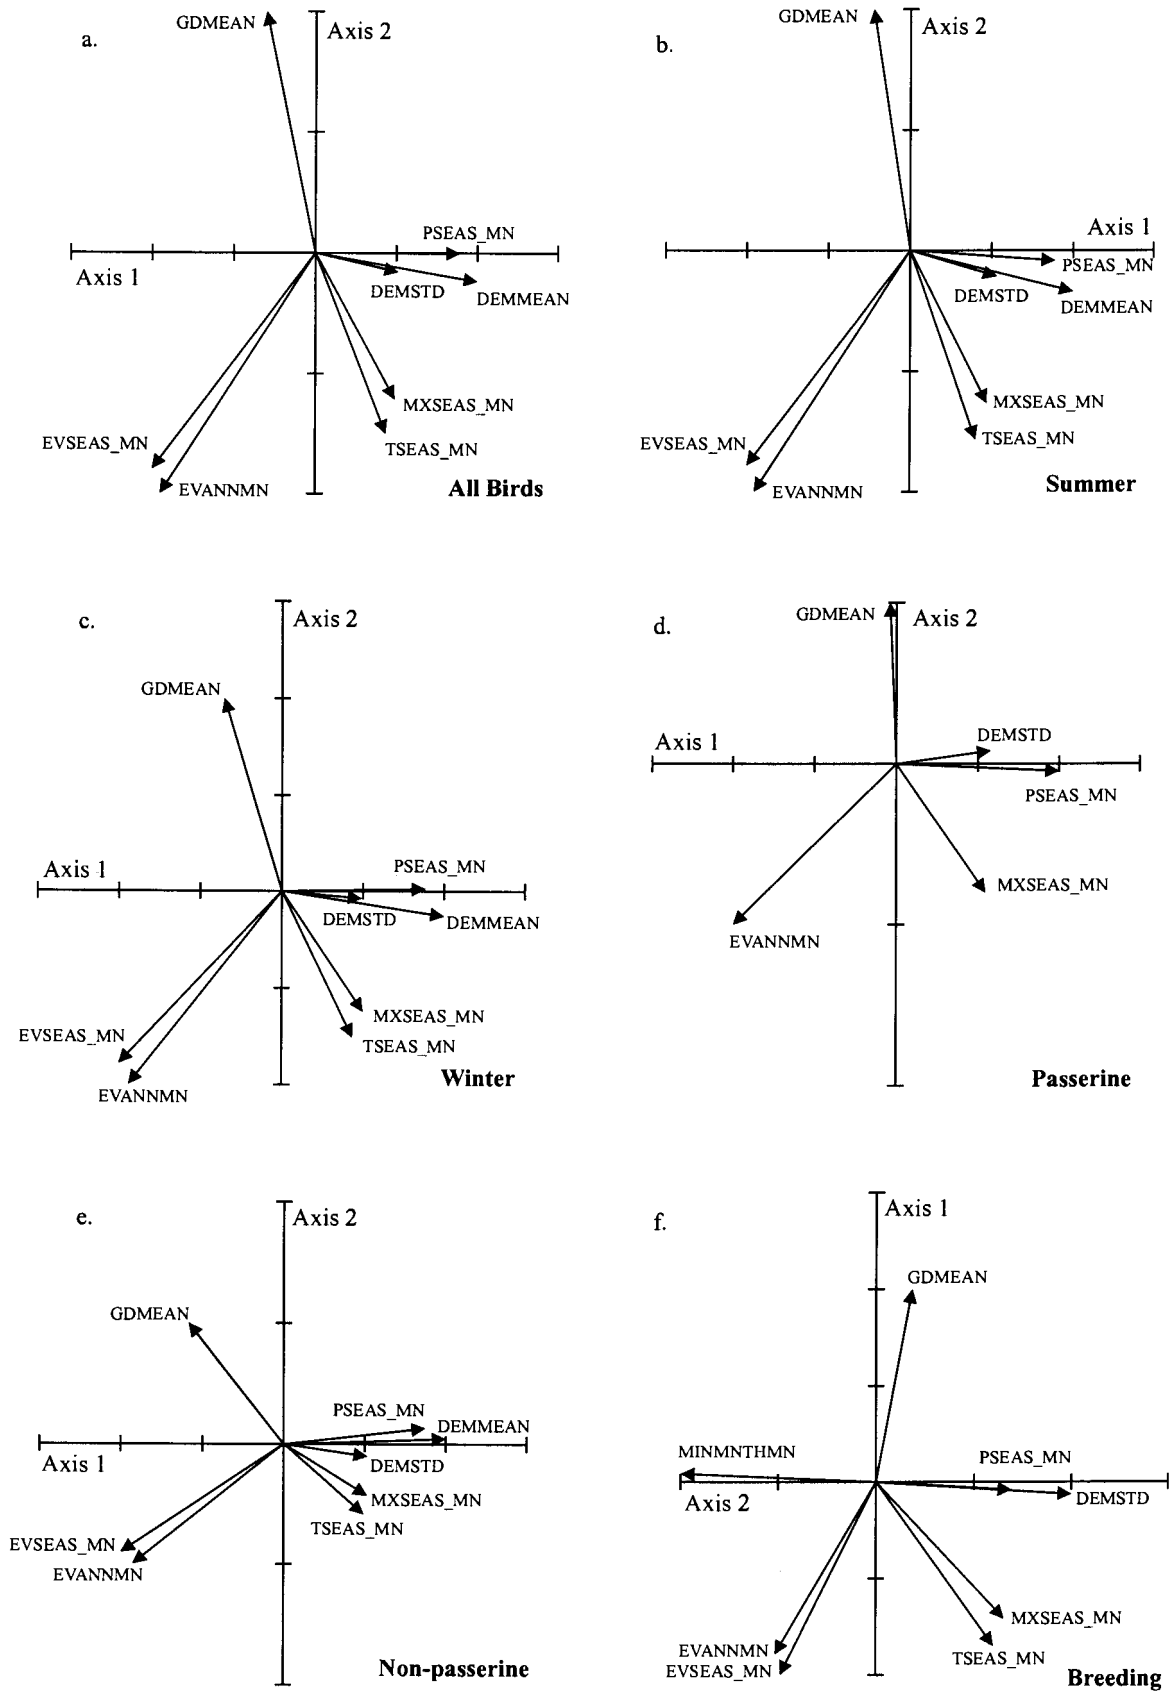 a.
GDMEAN
Axis 2
PSEAS_MN
Axis 1
DEMSTD
DEMMEAN
MXSEAS_MN
TSEAS_MN
EVSEAS_MN
EVANNMN
All Birds
b.
GDMEAN
Axis 2
Axis 1
PSEAS_MN
DEMSTD
DEMMEAN
MXSEAS_MN
TSEAS_MN
EVSEAS_MN
EVANNMN
Summer
c.
Axis 2
GDMEAN
Axis 1
PSEAS_MN
DEMSTD
DEMMEAN
MXSEAS_MN
EVSEAS_MN
TSEAS_MN
EVANNMN
Winter
d.
GDMEAN
Axis 2
DEMSTD
Axis 1
PSEAS_MN
MXSEAS_MN
EVANNMN
Passerine
e.
Axis 2
GDMEAN
PSEAS_MN
DEMMEAN
Axis 1
DEMSTD
MXSEAS_MN
TSEAS_MN
EVSEAS_MN
EVANNMN
Non-passerine
f.
Axis 1
GDMEAN
MINMNTHMN
PSEAS_MN
Axis 2
DEMSTD
MXSEAS_MN
EVANNMN
TSEAS_MN
EVSEAS_MN
Breeding